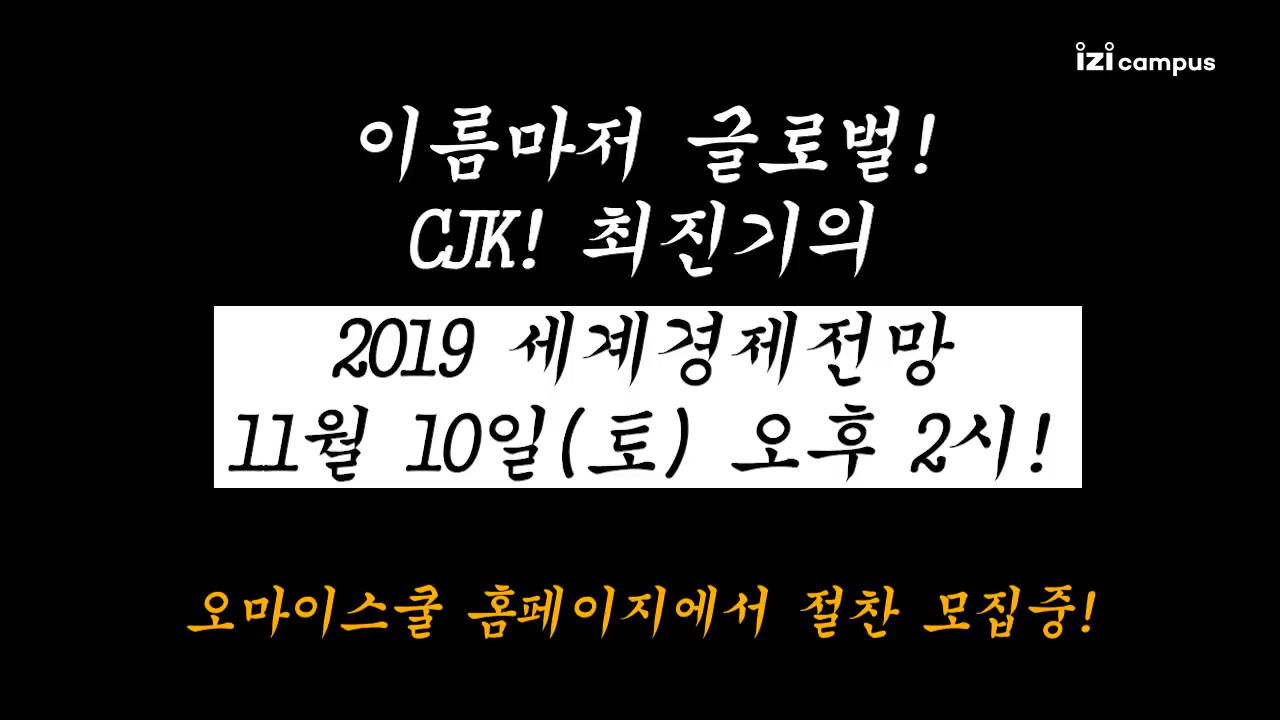 izi campus
이름마저 글로벌!
CJK! 최진기의
2019 세계경제전망
11월 10일(토) 오후 2시!
오마이스쿨 홈페이지에서 절찬 모집중!